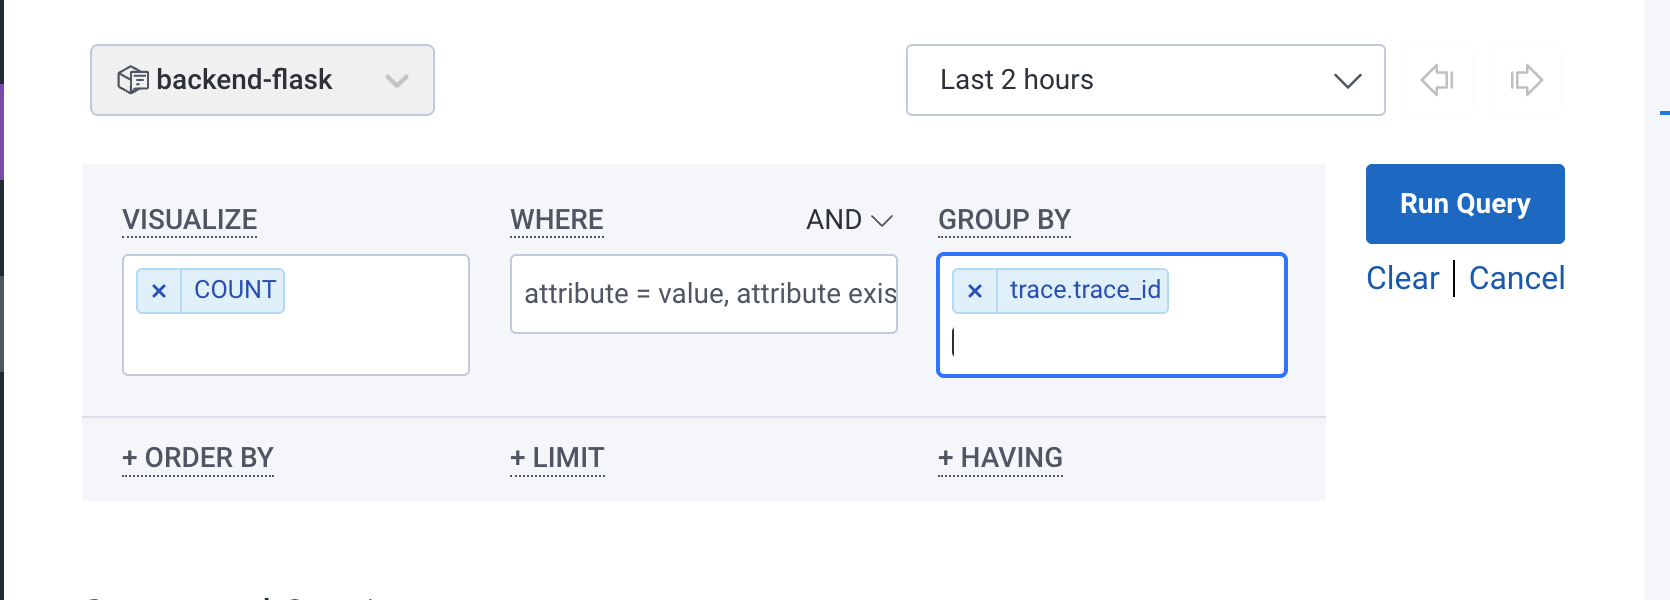 backend-flask
Last 2 hours
VISUALIZE
WHERE
AND
GROUP BY
Run Query
× COUNT
attribute = value, attribute exis
× trace.trace_id
Clear | Cancel
+ ORDER BY
+ LIMIT
+ HAVING